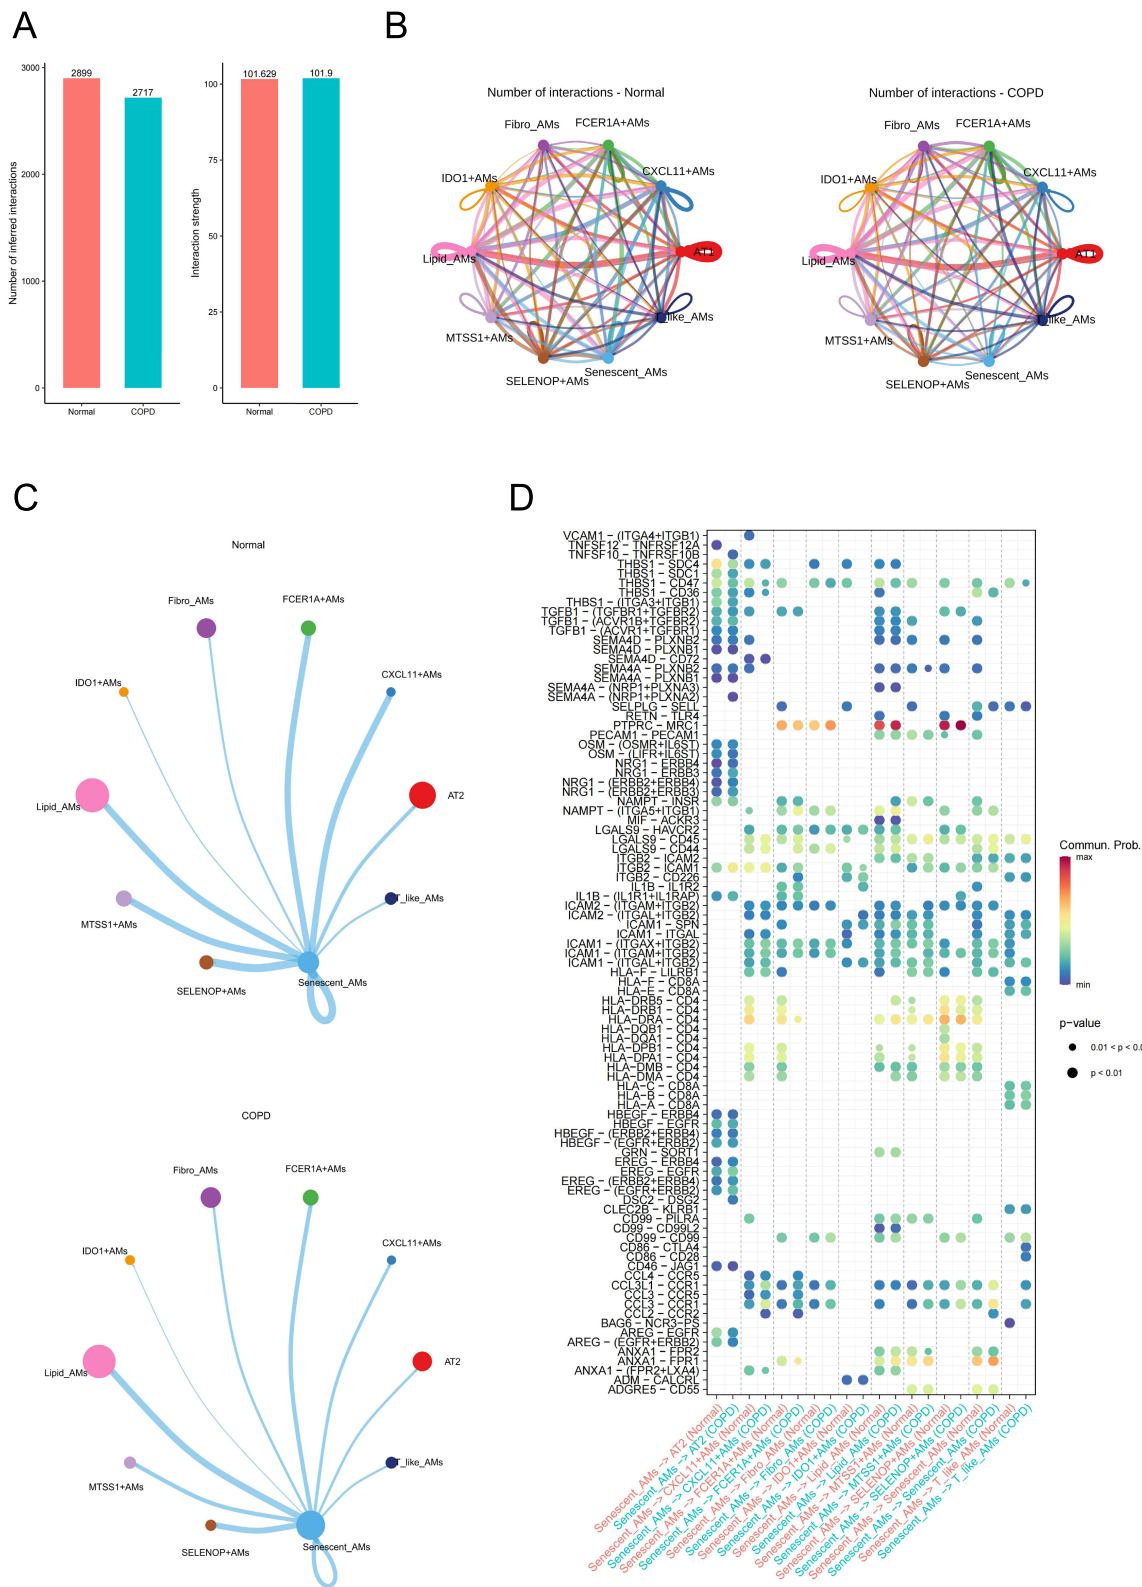 A
B
3000
2000
1000
0
Number of inferred interactions
2899
2717
Normal
COPD
100
75
50
25
0
Interaction strength
101.629
101.9
Normal
COPD
Number of interactions - Normal
Fibro_AMs
FCER1A+AMs
IDO1+AMs
CXCL11+AMs
Lipid_AMs
AT1
MTSS1+AMs
T_like_AMs
SELENOP+AMs
Senescent_AMs
Number of interactions - COPD
Fibro_AMs
FCER1A+AMs
IDO1+AMs
CXCL11+AMs
Lipid_AMs
AT1
MTSS1+AMs
T_like_AMs
SELENOP+AMs
Senescent_AMs
C
D
Normal
Fibro_AMs
FCER1A+AMs
IDO1+AMs
CXCL11+AMs
Lipid_AMs
AT2
MTSS1+AMs
T_like_AMs
SELENOP+AMs
Senescent_AMs
COPD
Fibro_AMs
FCER1A+AMs
IDO1+AMs
CXCL11+AMs
Lipid_AMs
AT2
MTSS1+AMs
T_like_AMs
SELENOP+AMs
Senescent_AMs
VCAM1 - (ITGA4+ITGB1)
TNFSF12 - TNFRSF12A
TNFSF10 - TNFRSF10B
THBS1 - SDC4
THBS1 - SDC1
THBS1 - CD47
THBS1 - CD36
THBS1 - (ITGA3+ITGB1)
TGFB1 - (TGFBR1+TGFBR2)
TGFB1 - (ACVR1B+TGFBR2)
TGFB1 - (ACVR1+TGFBR1)
SEMA4D - PLXNB2
SEMA4D - PLXNB1
SEMA4D - CD72
SEMA4A - PLXNB2
SEMA4A - PLXNB1
SEMA4A - (NRP1+PLXNA3)
SEMA4A - (NRP1+PLXNA2)
SELPLG - SELL
RETN - TLR4
PTPRC - MRC1
PECAM1 - PECAM1
OSM - (OSMR+IL6ST)
OSM - (LIFR+IL6ST)
NRG1 - ERBB4
NRG1 - ERBB3
NRG1 - (ERBB2+ERBB4)
NRG1 - (ERBB2+ERBB3)
NAMPT - INSR
NAMPT - (ITGA5+ITGB1)
MIF - ACKR3
LGALS9 - HAVCR2
LGALS9 - CD45
LGALS9 - CD44
ITGB2 - ICAM2
ITGB2 - ICAM1
ITGB2 - CD226
IL1B - IL1R2
IL1B - (IL1R1+IL1RAP)
ICAM2 - (ITGAM+ITGB2)
ICAM2 - (ITGAL+ITGB2)
ICAM1 - SPN
ICAM1 - ITGAL
ICAM1 - (ITGAX+ITGB2)
ICAM1 - (ITGAM+ITGB2)
ICAM1 - (ITGAL+ITGB2)
HLA-F - LILRB1
HLA-F - CD8A
HLA-E - CD8A
HLA-DRB5 - CD4
HLA-DRB1 - CD4
HLA-DRA - CD4
HLA-DQB1 - CD4
HLA-DQA1 - CD4
HLA-DPB1 - CD4
HLA-DPA1 - CD4
HLA-DMB - CD4
HLA-DMA - CD4
HLA-C - CD8A
HLA-B - CD8A
HLA-A - CD8A
HBEGF - ERBB4
HBEGF - EGFR
HBEGF - (ERBB2+ERBB4)
HBEGF - (EGFR+ERBB2)
GRN - SORT1
EREG - ERBB4
EREG - EGFR
EREG - (ERBB2+ERBB4)
EREG - (EGFR+ERBB2)
DSC2 - DSG2
CLEC2B - KLRB1
CD99 - PILRA
CD99 - CD99L2
CD99 - CD99
CD86 - CTLA4
CD86 - CD28
CD46 - JAG1
CCL4 - CCR5
CCL3L1 - CCR1
CCL3 - CCR5
CCL3 - CCR1
CCL2 - CCR2
BAG6 - NCR3-PS
AREG - EGFR
AREG - (EGFR+ERBB2)
ANXA1 - FPR2
ANXA1 - FPR1
ANXA1 - (FPR2+LXA4)
ADM - CALCRL
ADGRE5 - CD55
Commun. Prob.
max
min
p-value
0.01 < p < 0.0
p < 0.01
Senescent_AMs -> AT2 (Normal)
Senescent_AMs -> AT2 (COPD)
Senescent_AMs -> CXCL11+AMs (Normal)
Senescent_AMs -> CXCL11+AMs (COPD)
Senescent_AMs -> FCER1A+AMs (Normal)
Senescent_AMs -> FCER1A+AMs (COPD)
Senescent_AMs -> Fibro_AMs (Normal)
Senescent_AMs -> Fibro_AMs (COPD)
Senescent_AMs -> IDO1+AMs (Normal)
Senescent_AMs -> IDO1+AMs (COPD)
Senescent_AMs -> Lipid_AMs (Normal)
Senescent_AMs -> Lipid_AMs (COPD)
Senescent_AMs -> MTSS1+AMs (Normal)
Senescent_AMs -> MTSS1+AMs (COPD)
Senescent_AMs -> SELENOP+AMs (Normal)
Senescent_AMs -> SELENOP+AMs (COPD)
Senescent_AMs -> Senescent_AMs (Normal)
Senescent_AMs -> Senescent_AMs (COPD)
Senescent_AMs -> T_like_AMs (Normal)
Senescent_AMs -> T_like_AMs (COPD)